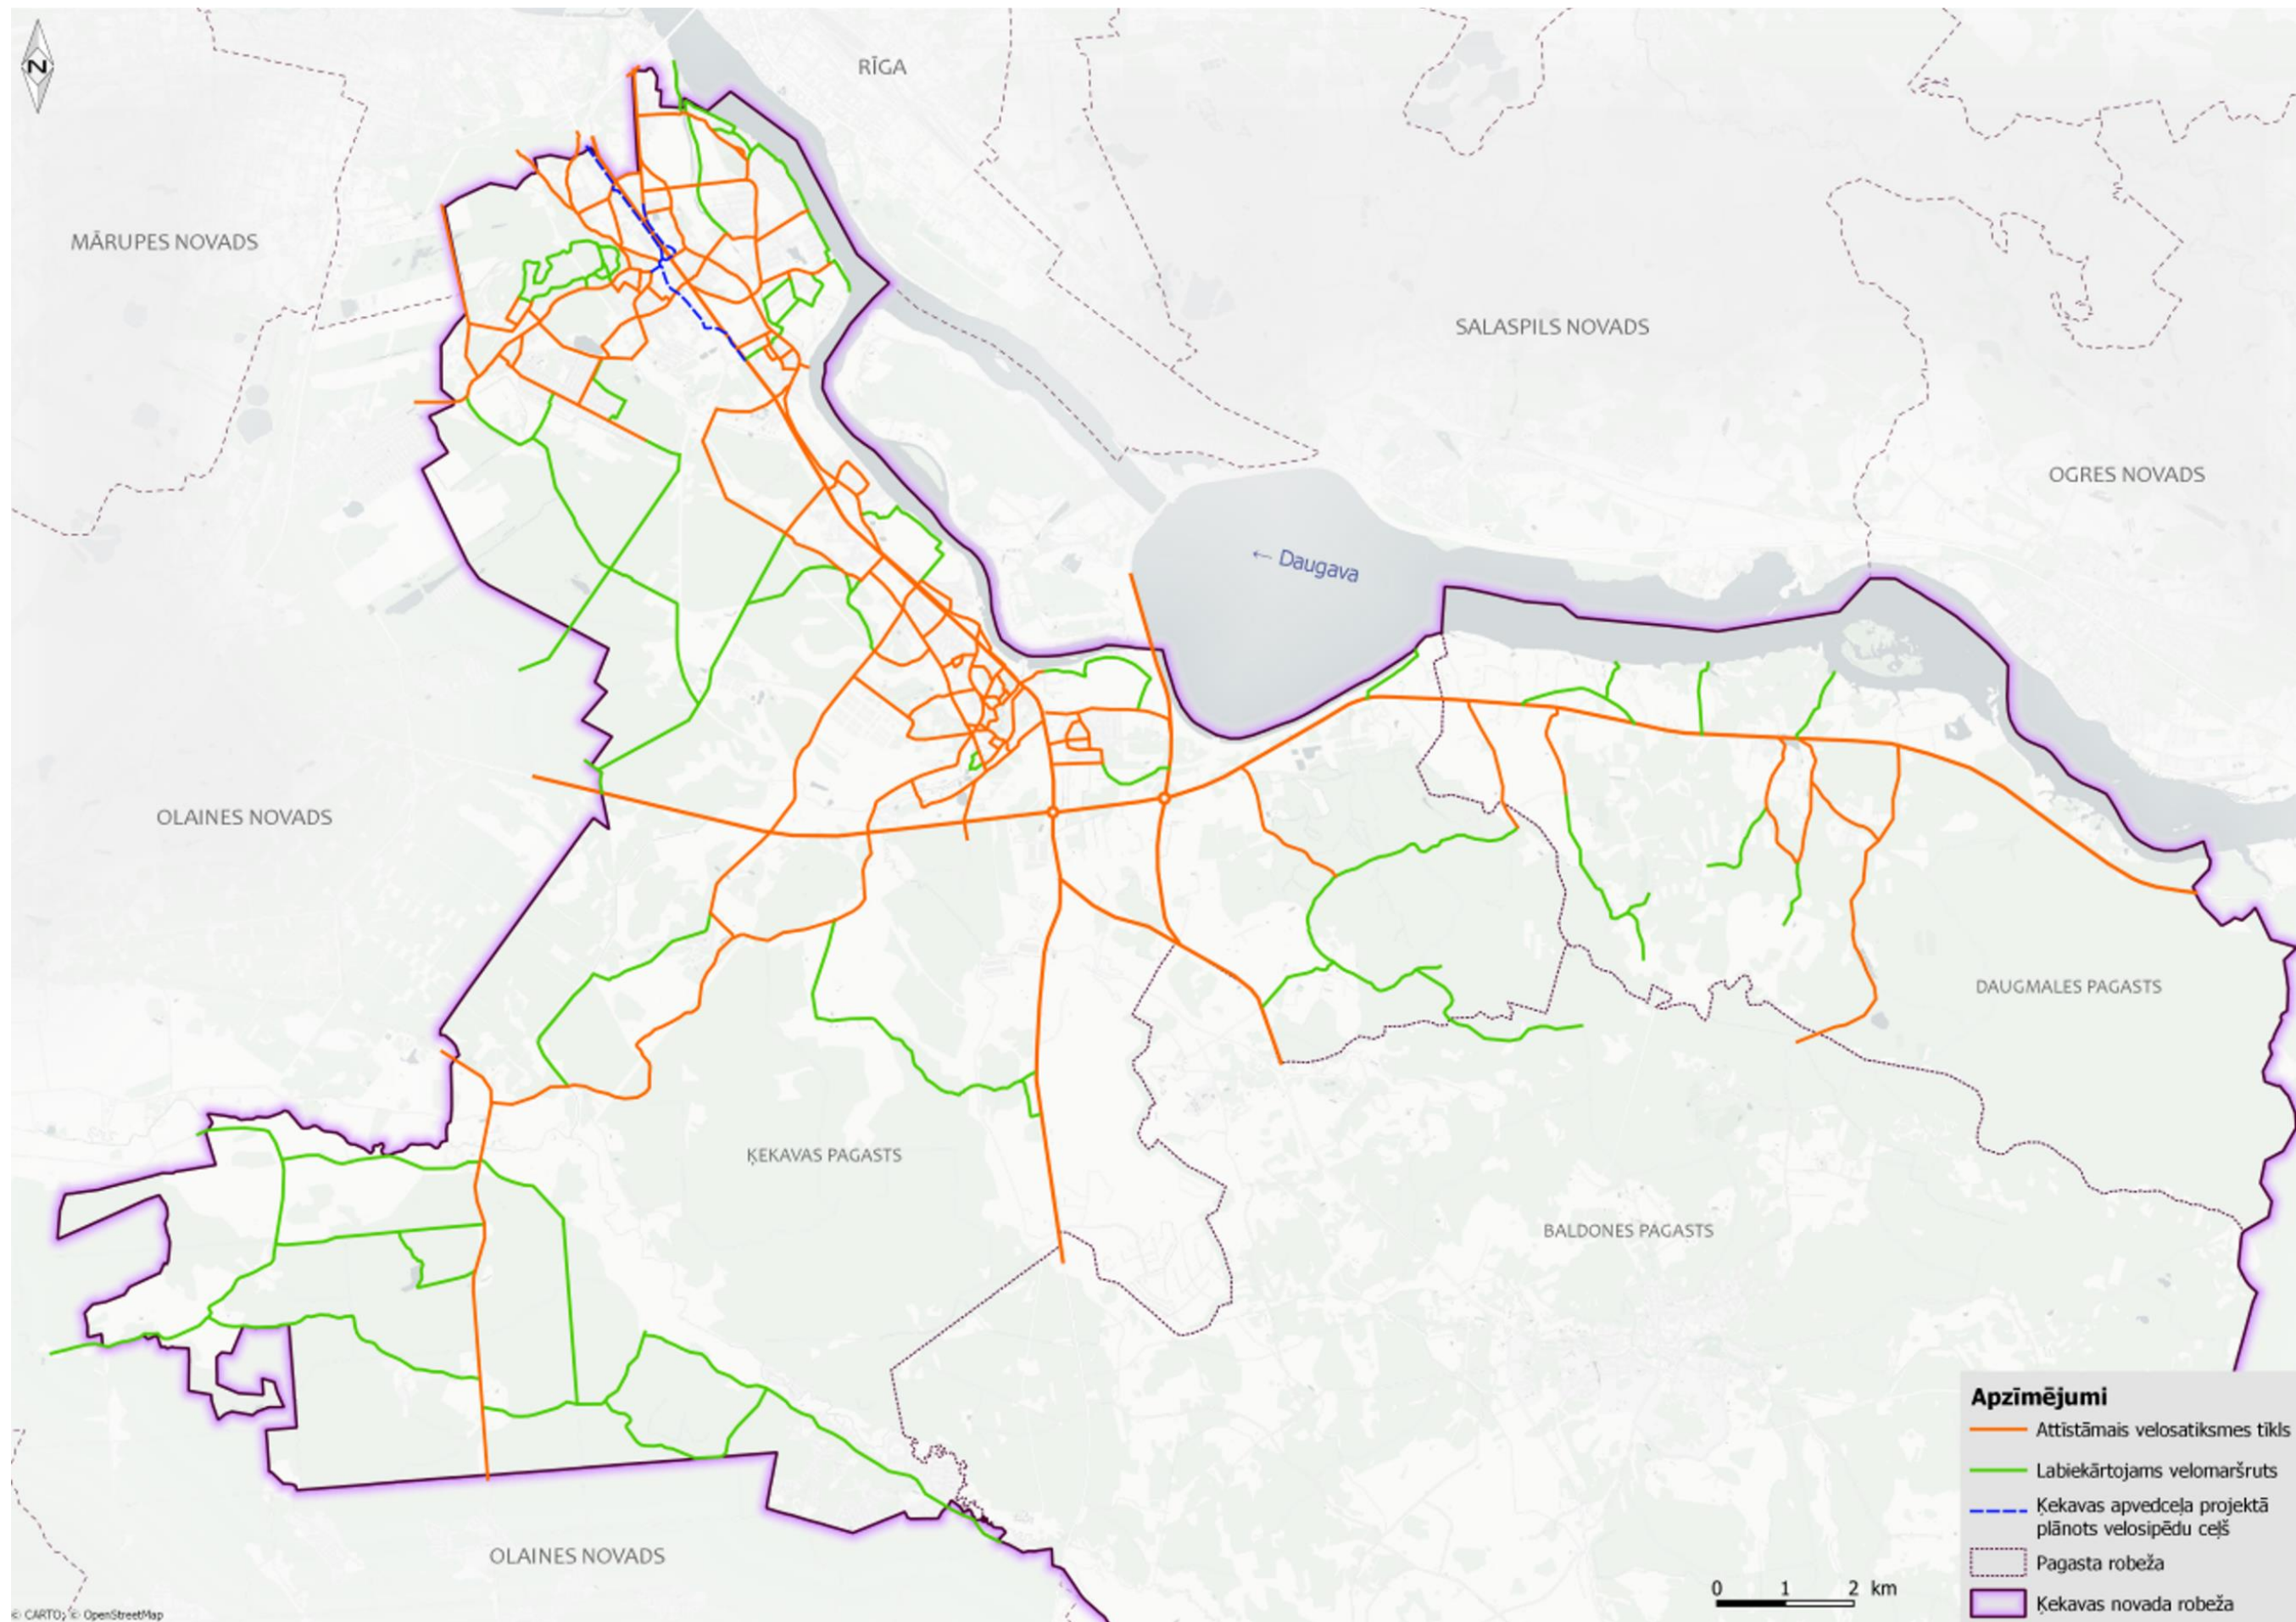 N
RĪGA
MĀRUPES NOVADS
SALASPILS NOVADS
OGRES NOVADS
← Daugava
OLAINES NOVADS
DAUGMALES PAGASTS
ĶEKAVAS PAGASTS
BALDONES PAGASTS
OLAINES NOVADS
Apzīmējumi
Attīstāmais velosatiksmes tīkls
Labiekārtojams velomaršruts
Ķekavas apvedceļa projektā
plānots velosipēdu ceļš
Pagasta robeža
Ķekavas novada robeža
0 1 2 km
© CARTO; © OpenStreetMap